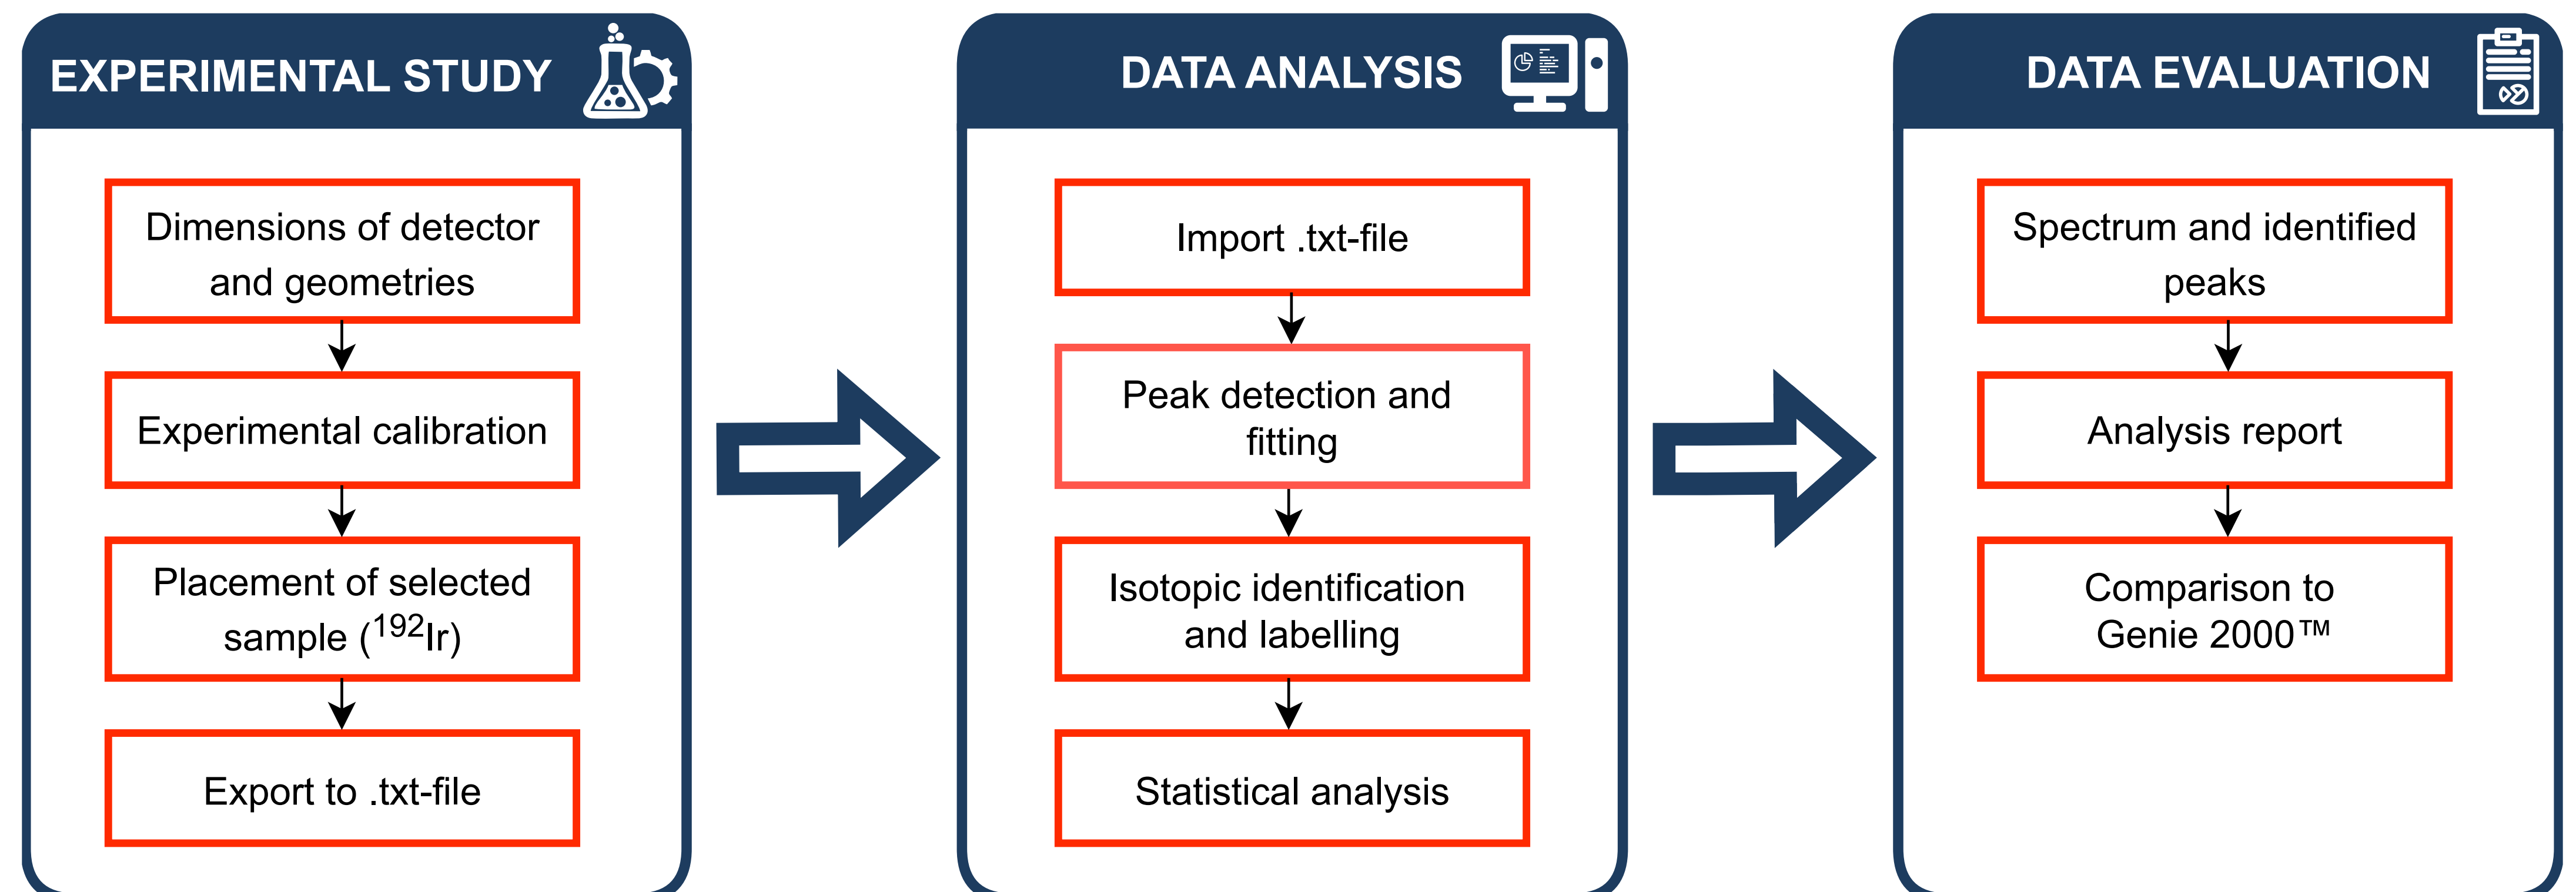 EXPERIMENTAL STUDY
Dimensions of detector
and geometries
Experimental calibration
Placement of selected
sample (¹⁹²Ir)
Export to .txt-file
DATA ANALYSIS
Import .txt-file
Peak detection and
fitting
Isotopic identification
and labelling
Statistical analysis
DATA EVALUATION
Spectrum and identified
peaks
Analysis report
Comparison to
Genie 2000™